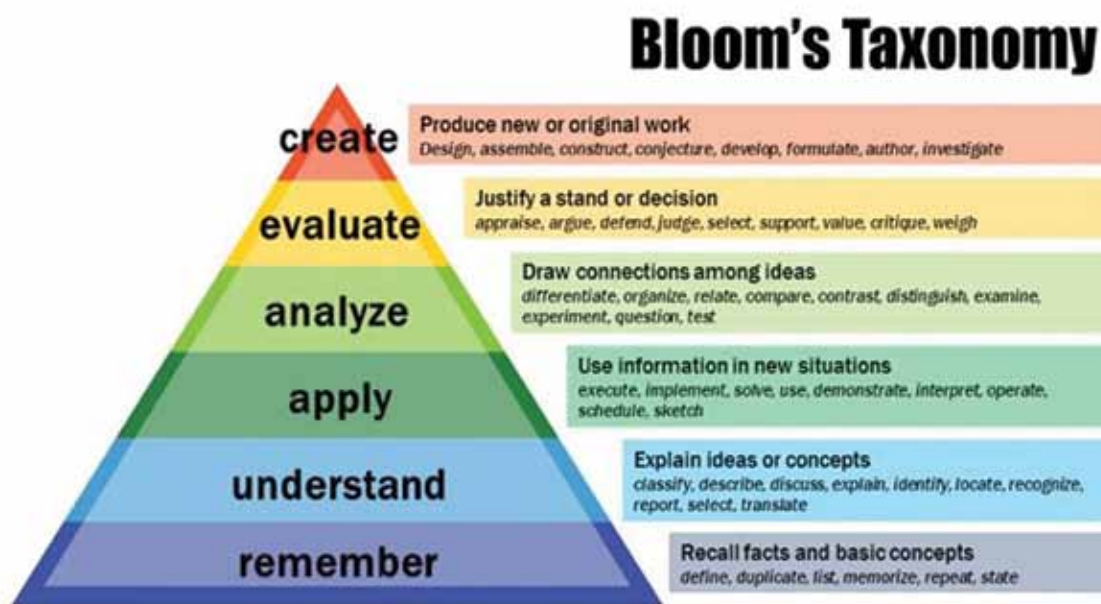 Bloom's Taxonomy
create
Produce new or original work
Design, assemble, construct, conjecture, develop, formulate, author, investigate
evaluate
Justify a stand or decision
appraise, argue, defend, judge, select, support, value, critique, weigh
analyze
Draw connections among ideas
differentiate, organize, relate, compare, contrast, distinguish, examine,
experiment, question, test
apply
Use information in new situations
execute, implement, solve, use, demonstrate, interpret, operate,
schedule, sketch
understand
Explain ideas or concepts
classify, describe, discuss, explain, identify, locate, recognize,
report, select, translate
remember
Recall facts and basic concepts
define, duplicate, list, memorize, repeat, state